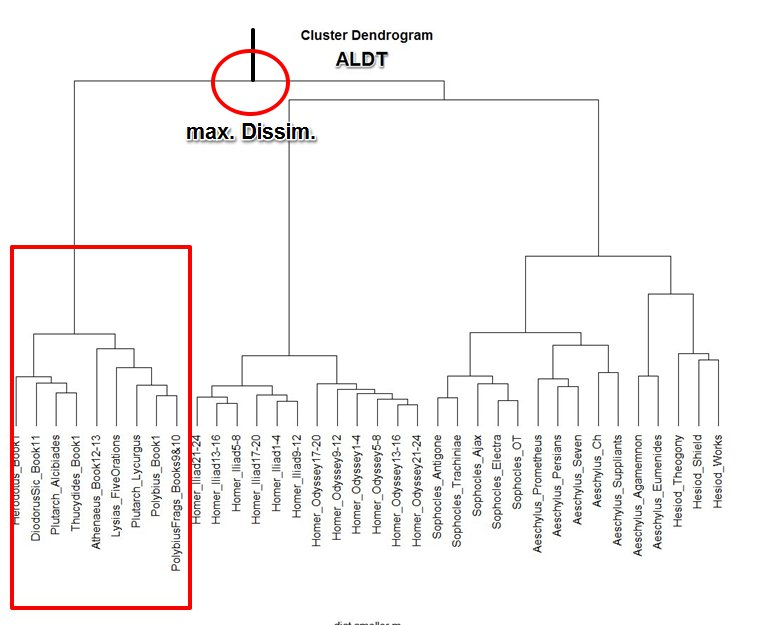 Cluster Dendrogram
ALDT
max. Dissim.
Herodotus_Book1
DiodorusSic_Book11
Plutarch_Alcibiades
Thucydides_Book1
Athenaeus_Book12-13
Lysias_FiveOrations
Plutarch_Lycurgus
Polybius_Book1
PolybiusFrags_Books9&10
Homer_Iliad21-24
Homer_Iliad13-16
Homer_Iliad5-8
Homer_Iliad17-20
Homer_Iliad1-4
Homer_Iliad9-12
Homer_Odyssey17-20
Homer_Odyssey9-12
Homer_Odyssey1-4
Homer_Odyssey5-8
Homer_Odyssey13-16
Homer_Odyssey21-24
Sophocles_Antigone
Sophocles_Trachiniae
Sophocles_Ajax
Sophocles_Electra
Sophocles_OT
Aeschylus_Prometheus
Aeschylus_Persians
Aeschylus_Seven
Aeschylus_Ch
Aeschylus_Suppliants
Aeschylus_Agamemnon
Aeschylus_Eumenides
Hesiod_Theogony
Hesiod_Shield
Hesiod_Works